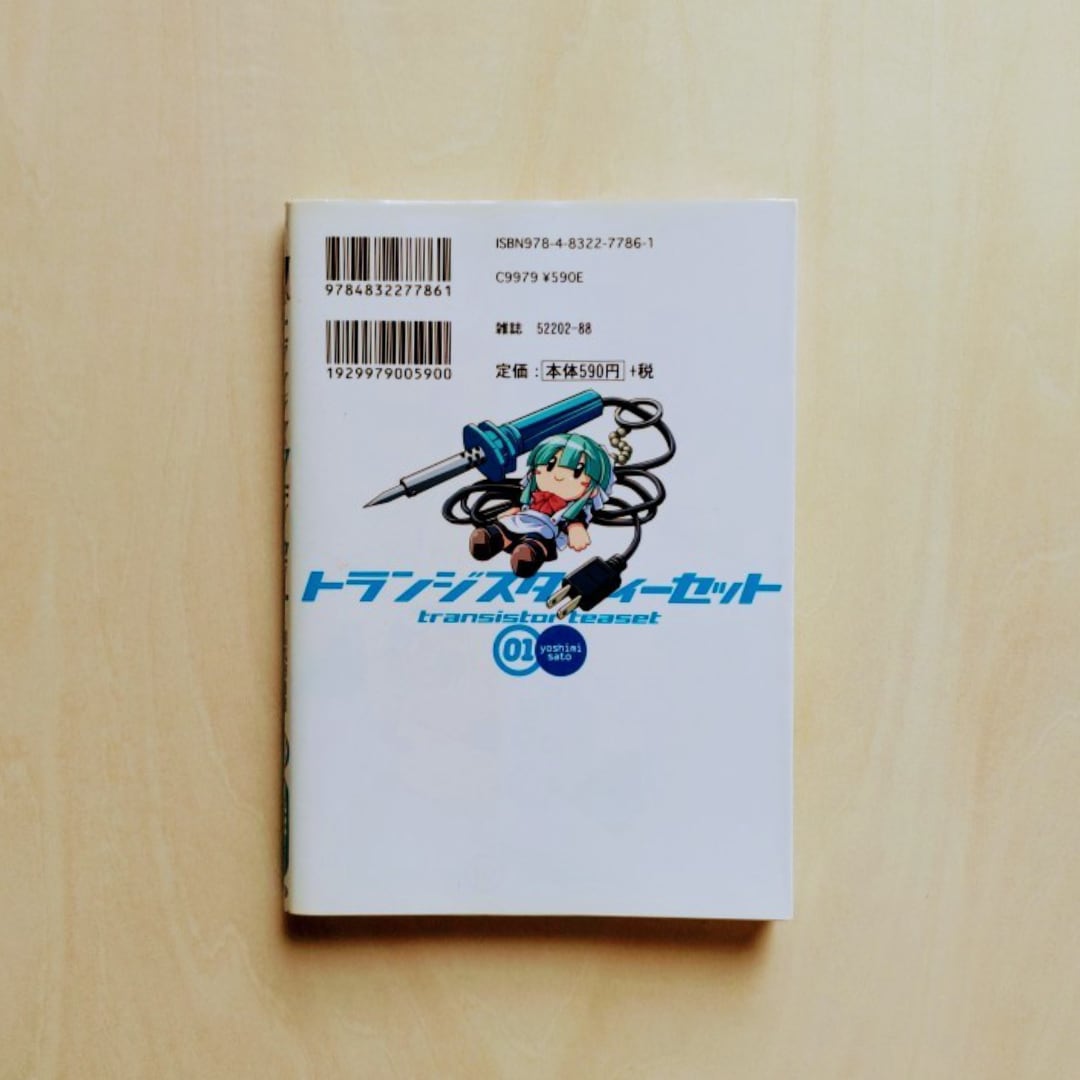 ISBN978-4-8322-7786-1
9784832277861
C9979 ¥590E
雑誌 52202-88
1929979005900
定価:本体590円+税
トランジスタティーセット
transistor teaset
01 yoshimi
sato